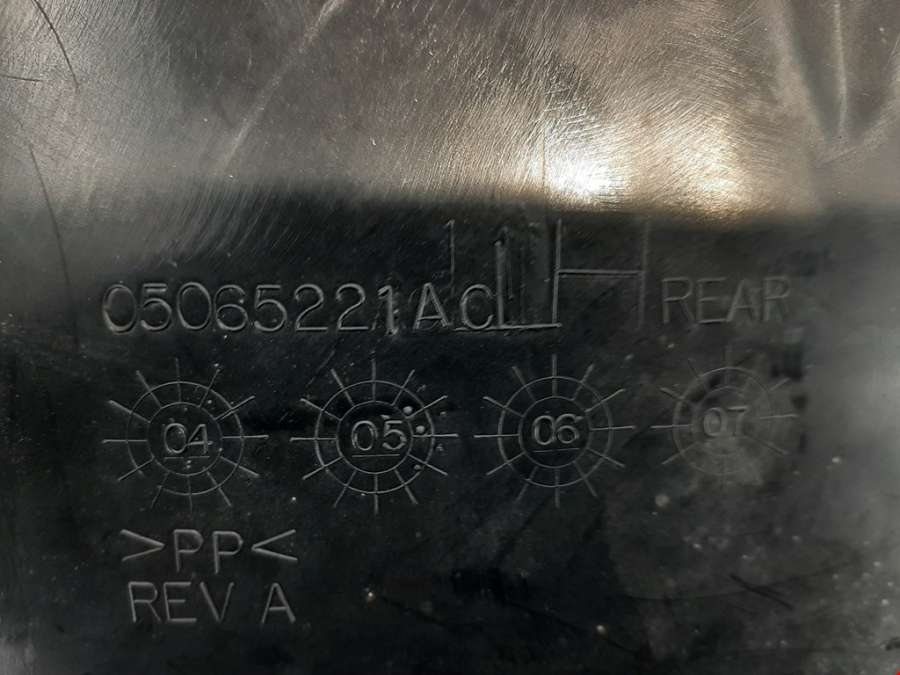 05065221AC LH REAR
04 05 06 07
>PP<
REV A